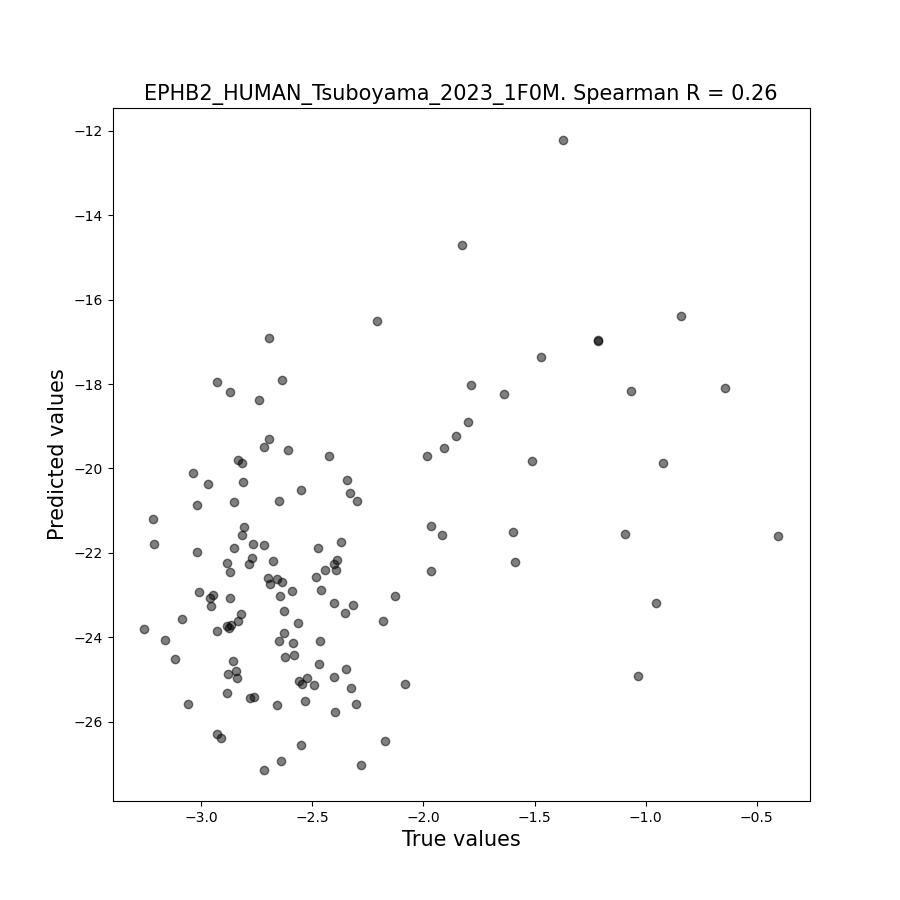 EPHB2_HUMAN_Tsuboyama_2023_1F0M. Spearman R = 0.26
Predicted values
−12
−14
−16
−18
−20
−22
−24
−26
−3.0 −2.5 −2.0 −1.5 −1.0 −0.5
True values